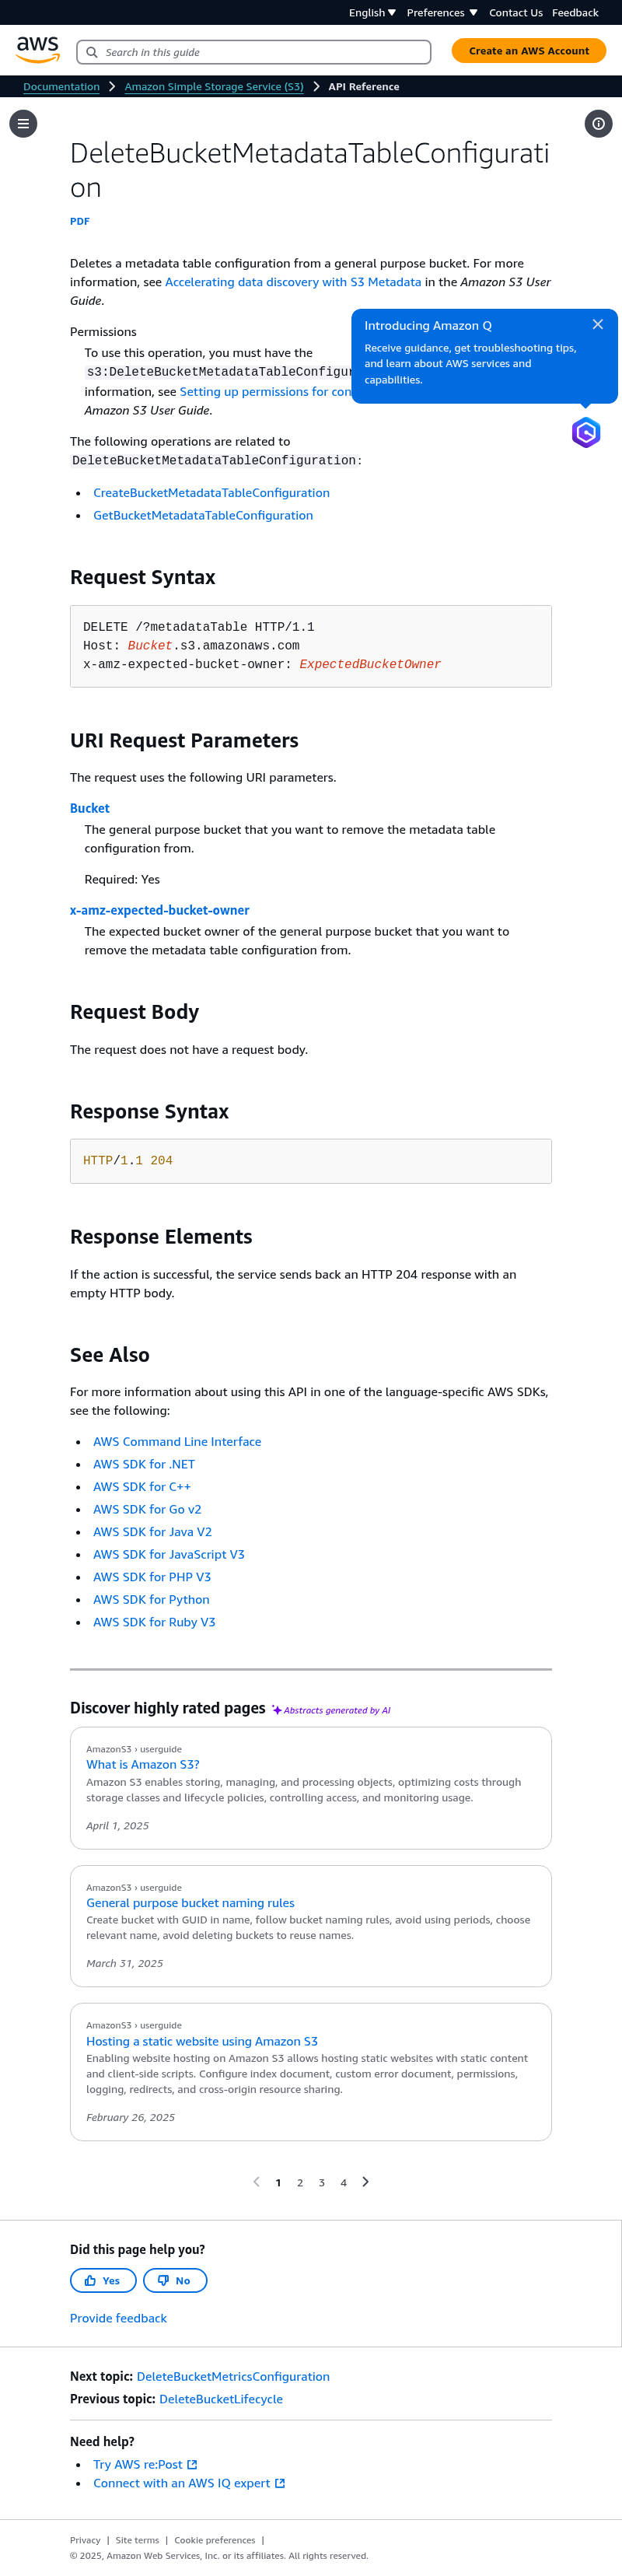 English Preferences Contact Us Feedback
aws Search in this guide Create an AWS Account
Documentation Amazon Simple Storage Service (S3) API Reference
DeleteBucketMetadataTableConfigurati
on
PDF
Deletes a metadata table configuration from a general purpose bucket. For more
information, see Accelerating data discovery with S3 Metadata in the Amazon S3 User
Guide.
Permissions
To use this operation, you must have the
s3:DeleteBucketMetadataTableConfigur
information, see Setting up permissions for con
Amazon S3 User Guide.
Introducing Amazon Q
Receive guidance, get troubleshooting tips,
and learn about AWS services and
capabilities.
The following operations are related to
DeleteBucketMetadataTableConfiguration:
• CreateBucketMetadataTableConfiguration
• GetBucketMetadataTableConfiguration
Request Syntax
DELETE /?metadataTable HTTP/1.1
Host: Bucket.s3.amazonaws.com
x-amz-expected-bucket-owner: ExpectedBucketOwner
URI Request Parameters
The request uses the following URI parameters.
Bucket
The general purpose bucket that you want to remove the metadata table
configuration from.
Required: Yes
x-amz-expected-bucket-owner
The expected bucket owner of the general purpose bucket that you want to
remove the metadata table configuration from.
Request Body
The request does not have a request body.
Response Syntax
HTTP/1.1 204
Response Elements
If the action is successful, the service sends back an HTTP 204 response with an
empty HTTP body.
See Also
For more information about using this API in one of the language-specific AWS SDKs,
see the following:
• AWS Command Line Interface
• AWS SDK for .NET
• AWS SDK for C++
• AWS SDK for Go v2
• AWS SDK for Java V2
• AWS SDK for JavaScript V3
• AWS SDK for PHP V3
• AWS SDK for Python
• AWS SDK for Ruby V3
Discover highly rated pages Abstracts generated by AI
AmazonS3 › userguide
What is Amazon S3?
Amazon S3 enables storing, managing, and processing objects, optimizing costs through
storage classes and lifecycle policies, controlling access, and monitoring usage.
April 1, 2025
AmazonS3 › userguide
General purpose bucket naming rules
Create bucket with GUID in name, follow bucket naming rules, avoid using periods, choose
relevant name, avoid deleting buckets to reuse names.
March 31, 2025
AmazonS3 › userguide
Hosting a static website using Amazon S3
Enabling website hosting on Amazon S3 allows hosting static websites with static content
and client-side scripts. Configure index document, custom error document, permissions,
logging, redirects, and cross-origin resource sharing.
February 26, 2025
1 2 3 4
Did this page help you?
Yes No
Provide feedback
Next topic: DeleteBucketMetricsConfiguration
Previous topic: DeleteBucketLifecycle
Need help?
• Try AWS re:Post
• Connect with an AWS IQ expert
Privacy | Site terms | Cookie preferences |
© 2025, Amazon Web Services, Inc. or its affiliates. All rights reserved.